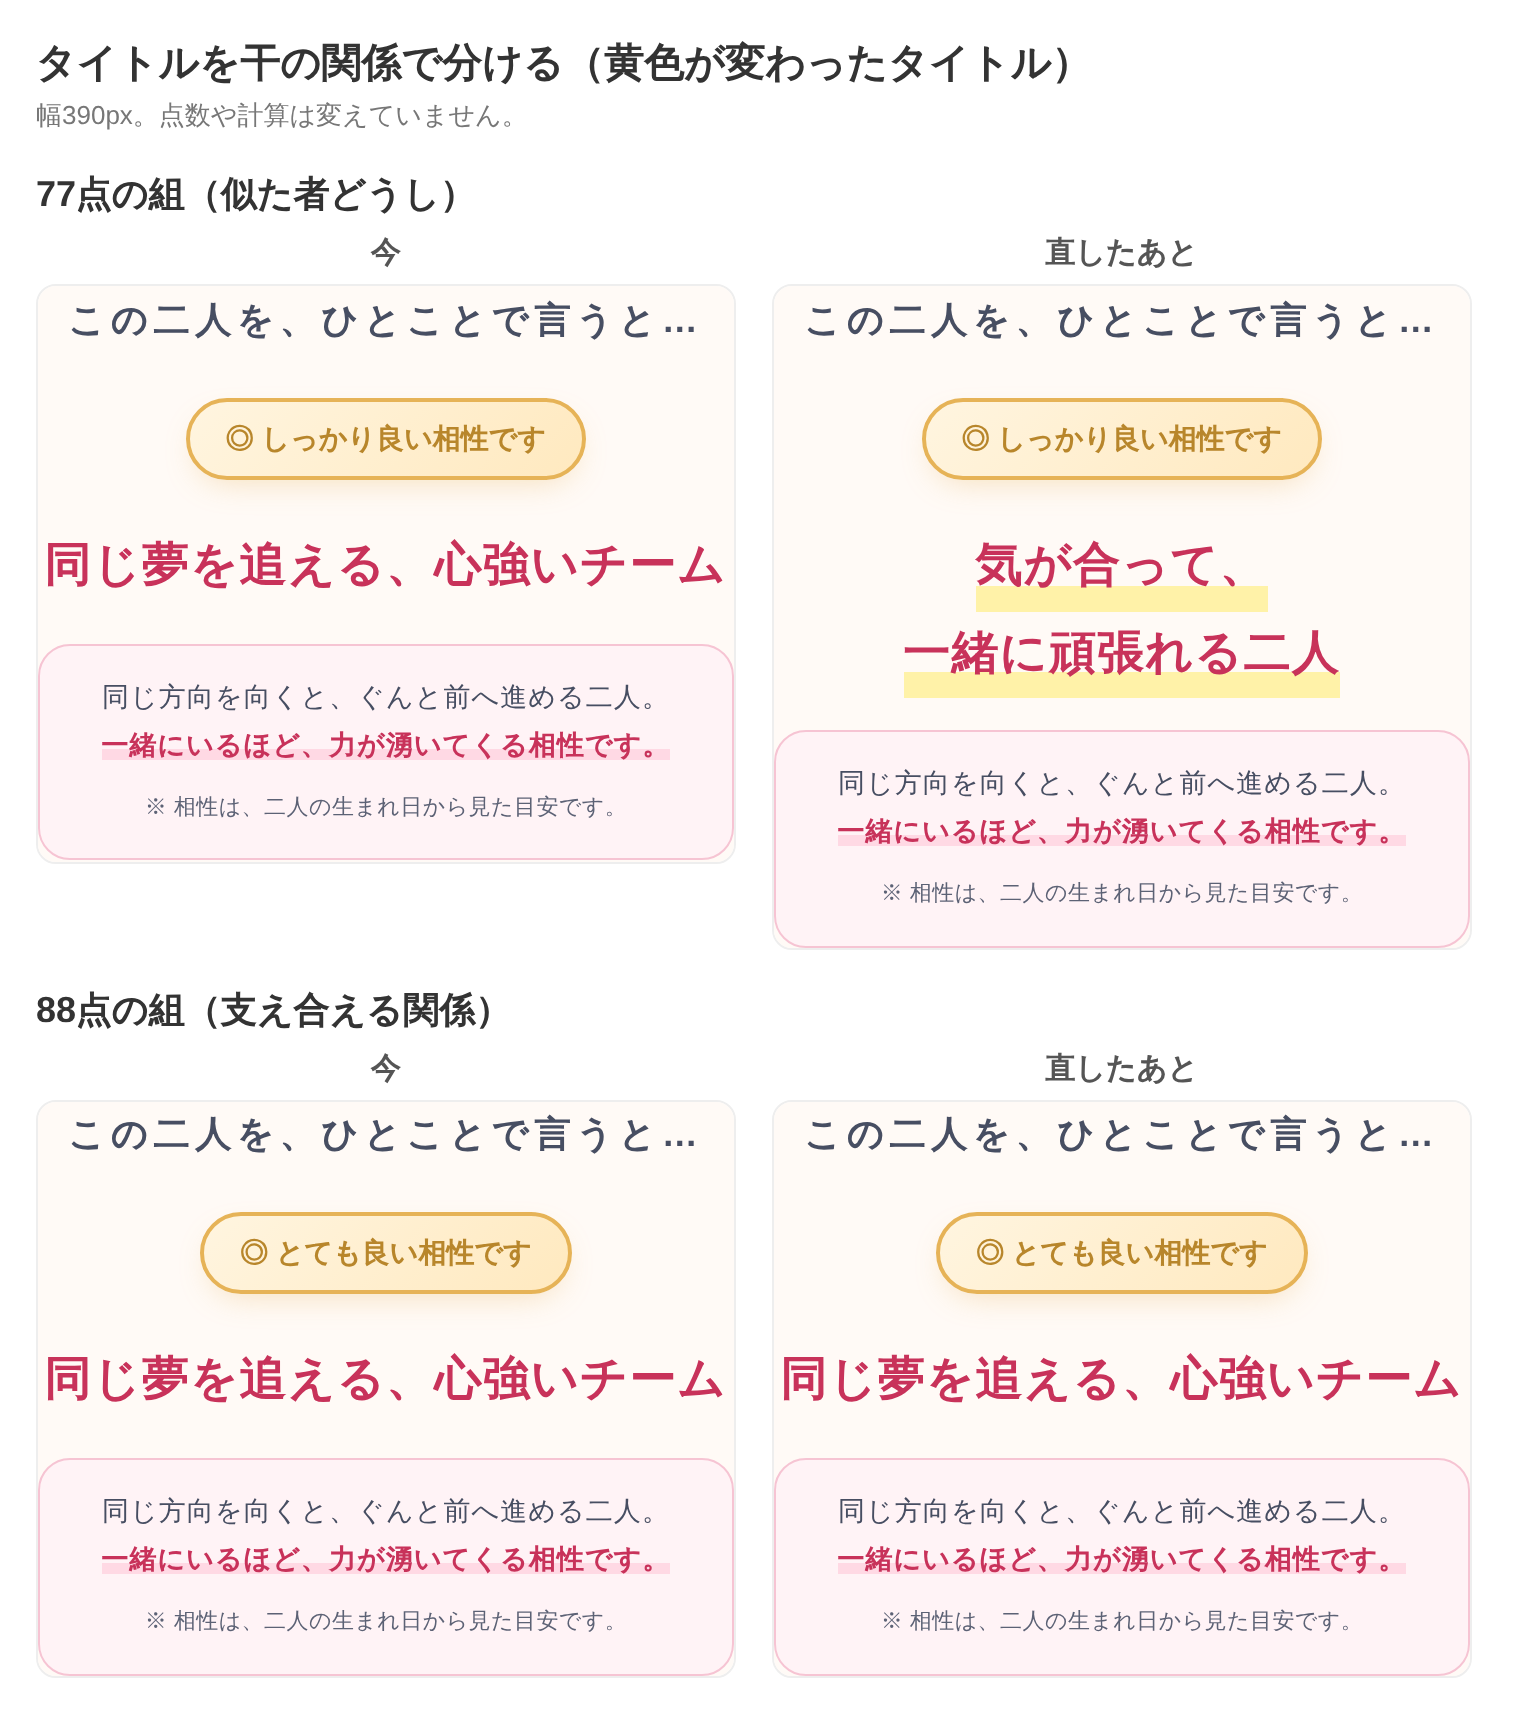 タイトルを干の関係で分ける（黄色が変わったタイトル）
幅390px。点数や計算は変えていません。
77点の組（似た者どうし）
今
この二人を、ひとことで言うと…
◎ しっかり良い相性です
同じ夢を追える、心強いチーム
同じ方向を向くと、ぐんと前へ進める二人。
一緒にいるほど、力が湧いてくる相性です。
※ 相性は、二人の生まれ日から見た目安です。
直したあと
この二人を、ひとことで言うと…
◎ しっかり良い相性です
気が合って、
一緒に頑張れる二人
同じ方向を向くと、ぐんと前へ進める二人。
一緒にいるほど、力が湧いてくる相性です。
※ 相性は、二人の生まれ日から見た目安です。
88点の組（支え合える関係）
今
この二人を、ひとことで言うと…
◎ とても良い相性です
同じ夢を追える、心強いチーム
同じ方向を向くと、ぐんと前へ進める二人。
一緒にいるほど、力が湧いてくる相性です。
※ 相性は、二人の生まれ日から見た目安です。
直したあと
この二人を、ひとことで言うと…
◎ とても良い相性です
同じ夢を追える、心強いチーム
同じ方向を向くと、ぐんと前へ進める二人。
一緒にいるほど、力が湧いてくる相性です。
※ 相性は、二人の生まれ日から見た目安です。